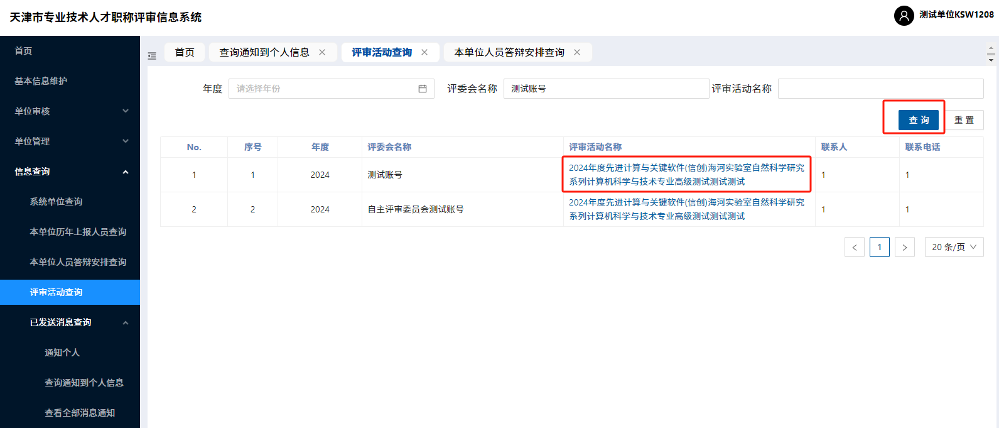 天津市专业技术人才职称评审信息系统
测试单位KSW1208
首页
基本信息维护
单位审核
单位管理
信息查询
系统单位查询
本单位历年上报人员查询
本单位人员答辩安排查询
评审活动查询
已发送消息查询
通知个人
查询通知到个人信息
查看全部消息通知
首页 查询通知到个人信息 评审活动查询 本单位人员答辩安排查询
年度 请选择年份 评委会名称 测试账号 评审活动名称
查 询 重 置
No. 序号 年度 评委会名称 评审活动名称 联系人 联系电话
1 1 2024 测试账号 2024年度先进计算与关键软件(信创)海河实验室自然科学研究 1 1
系列计算机科学与技术专业高级测试测试测试
2 2 2024 自主评审委员会测试账号 2024年度先进计算与关键软件(信创)海河实验室自然科学研究 1 1
系列计算机科学与技术专业高级测试测试测试
< 1 > 20 条/页